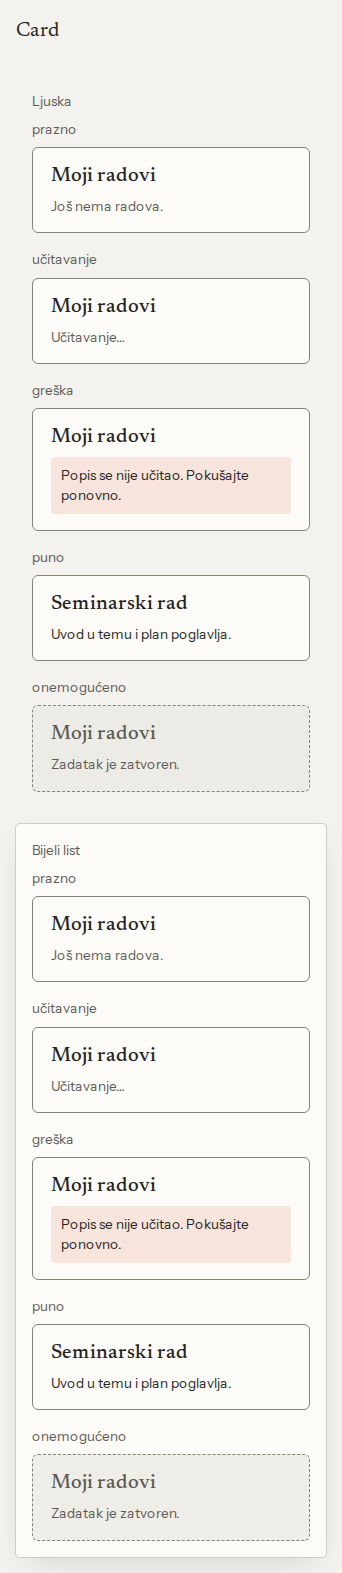 Card
Ljuska
prazno
Moji radovi
Još nema radova.
učitavanje
Moji radovi
Učitavanje…
greška
Moji radovi
Popis se nije učitao. Pokušajte
ponovno.
puno
Seminarski rad
Uvod u temu i plan poglavlja.
onemogućeno
Moji radovi
Zadatak je zatvoren.
Bijeli list
prazno
Moji radovi
Još nema radova.
učitavanje
Moji radovi
Učitavanje…
greška
Moji radovi
Popis se nije učitao. Pokušajte
ponovno.
puno
Seminarski rad
Uvod u temu i plan poglavlja.
onemogućeno
Moji radovi
Zadatak je zatvoren.